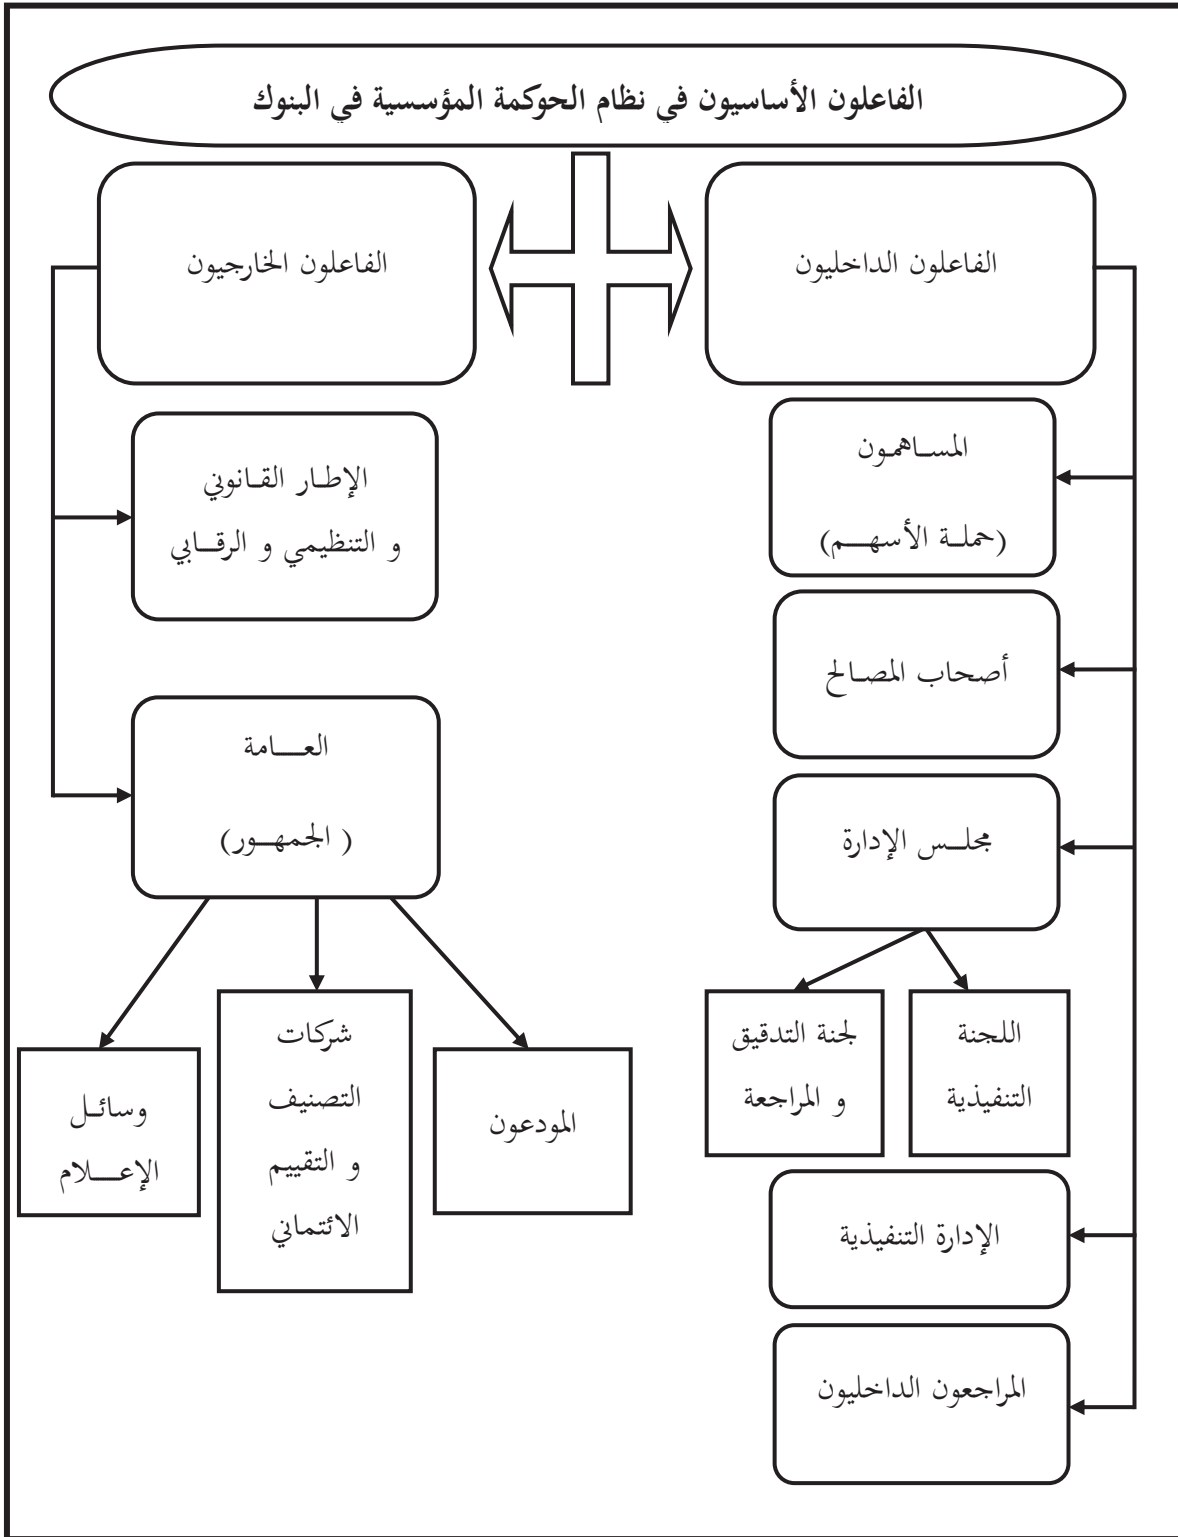 الفاعلون الأساسيون في نظام الحوكمة المؤسسية في البنوك
الفاعلون الداخليون
الفاعلون الخارجيون
المساهمون
(حملة الأسهم)
أصحاب المصالح
مجلس الإدارة
اللجنة
التنفيذية
لجنة التدقيق
و المراجعة
الإدارة التنفيذية
المراجعون الداخليون
الإطار القانوني
و التنظيمي و الرقابي
العامة
( الجمهور)
المودعون
شركات
التصنيف
و التقييم
الائتماني
وسائل
الإعلام